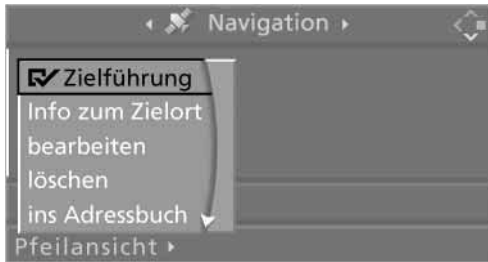 Navigation
Zielführung
Info zum Zielort
bearbeiten
löschen
ins Adressbuch
Pfeilansicht